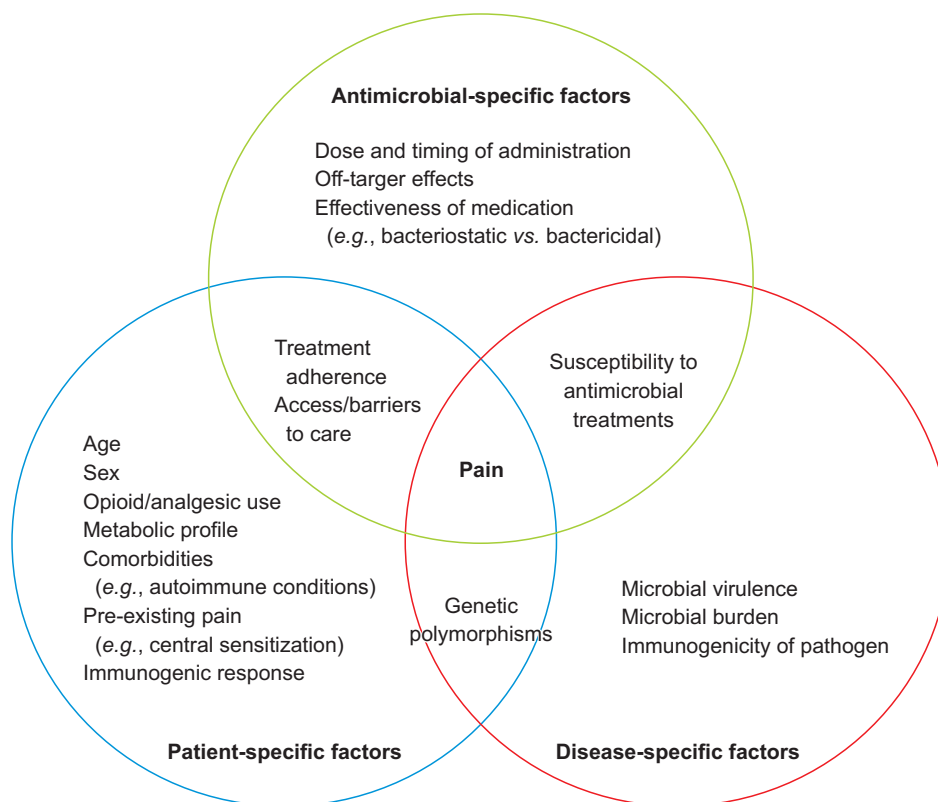 Antimicrobial-specific factors
Dose and timing of administration
Off-targer effects
Effectiveness of medication
(e.g., bacteriostatic vs. bactericidal)
Treatment
adherence
Access/barriers
to care
Susceptibility to
antimicrobial
treatments
Pain
Age
Sex
Opioid/analgesic use
Metabolic profile
Comorbidities
(e.g., autoimmune conditions)
Pre-existing pain
(e.g., central sensitization)
Immunogenic response
Genetic
polymorphisms
Microbial virulence
Microbial burden
Immunogenicity of pathogen
Patient-specific factors
Disease-specific factors